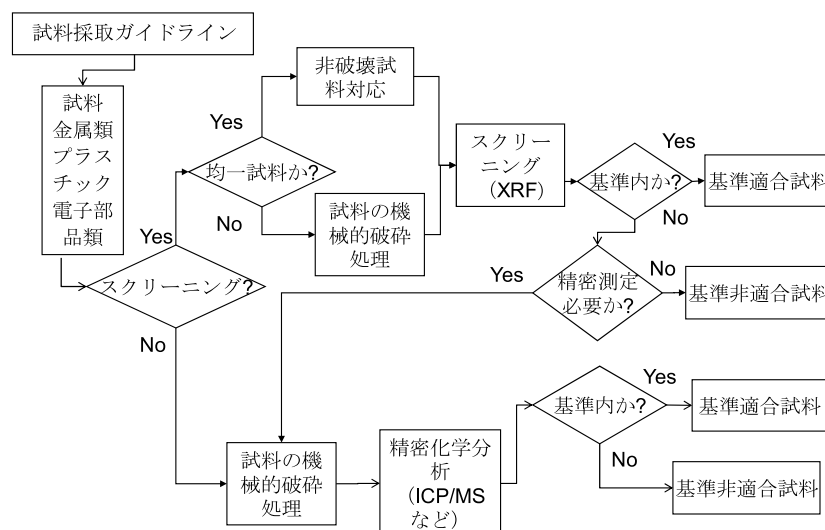 試料採取ガイドライン
試料
金属類
プラス
チック
電子部
品類
スクリーニング?
Yes
No
均一試料か?
Yes
No
非破壊試
料対応
試料の機
械的破砕
処理
スクリー
ニング
（XRF）
基準内か?
Yes
No
基準適合試料
精密測定
必要か?
Yes
No
基準非適合試料
試料の機
械的破砕
処理
精密化学分
析
（ICP/MS
など）
基準内か?
Yes
No
基準適合試料
基準非適合試料